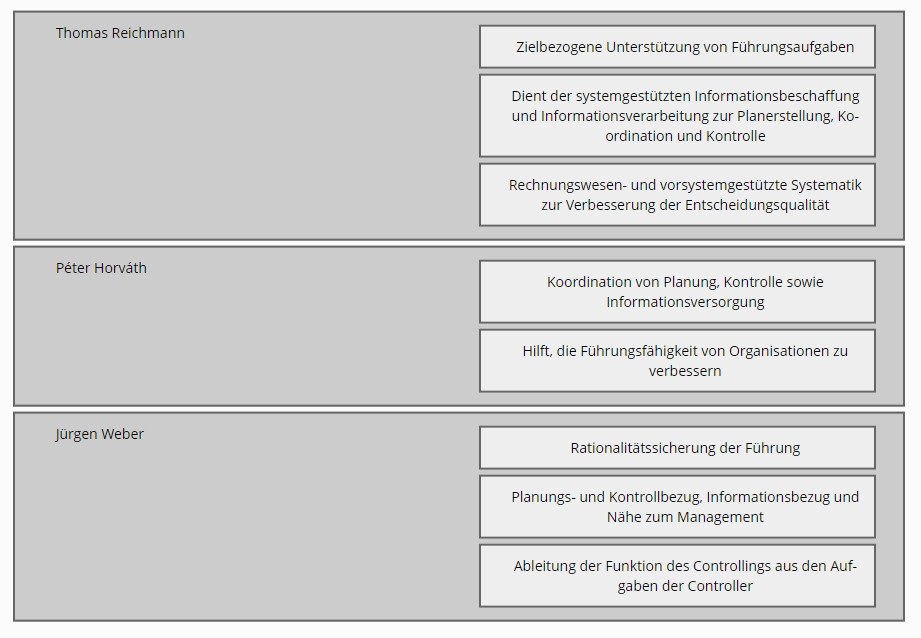 Thomas Reichmann
Zielbezogene Unterstützung von Führungsaufgaben
Dient der systemgestützten Informationsbeschaffung
und Informationsverarbeitung zur Planerstellung, Ko-
ordination und Kontrolle
Rechnungswesen- und vorsystemgestützte Systematik
zur Verbesserung der Entscheidungsqualität
Péter Horváth
Koordination von Planung, Kontrolle sowie
Informationsversorgung
Hilft, die Führungsfähigkeit von Organisationen zu
verbessern
Jürgen Weber
Rationalitätssicherung der Führung
Planungs- und Kontrollbezug, Informationsbezug und
Nähe zum Management
Ableitung der Funktion des Controllings aus den Auf-
gaben der Controller